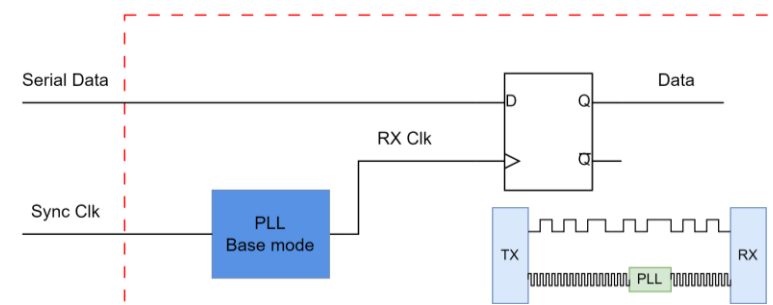 Serial Data
D
Q
Data
RX Clk
Q
Sync Clk
PLL
Base mode
TX
PLL
RX